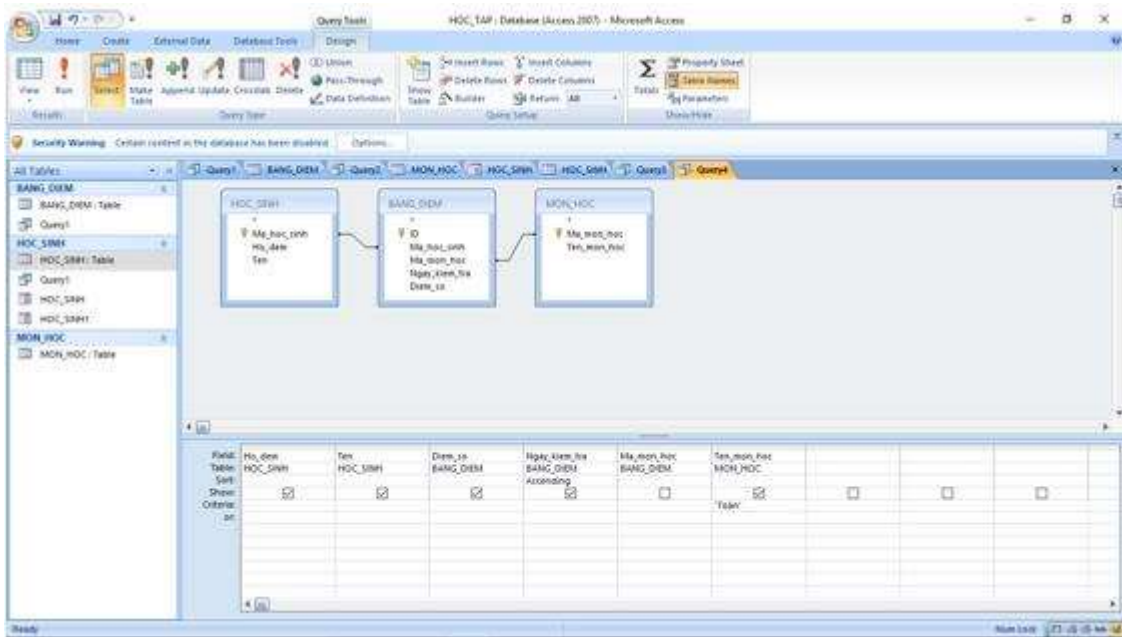 Query Tools
HOC_TAP : Database (Access 2007) - Microsoft Access
Home Create External Data Database Tools Design
View Run Select Make Table Append Update Crosstab Delete
Union
Pass-Through
Data Definition
Show Table
Insert Rows
Delete Rows
Builder
Insert Columns
Delete Columns
Return: All
Totals
Property Sheet
Table Names
Parameters
Results Query Type Query Setup Show/Hide
Security Warning Certain content in the database has been disabled Options...
All Tables
Query1 BANG_DIEM Query2 MON_HOC HOC_SINH HOC_SINH Query3 Query4
BANG_DIEM
BANG_DIEM : Table
Query1
HOC_SINH
HOC_SINH : Table
Query1
HOC_SINH
HOC_SINH1
MON_HOC
MON_HOC : Table
HOC_SINH
*
Ma_hoc_sinh
Ho_dem
Ten
BANG_DIEM
*
ID
Ma_hoc_sinh
Ma_mon_hoc
Ngay_kiem_tra
Diem_so
MON_HOC
*
Ma_mon_hoc
Ten_mon_hoc
Field: Ho_dem Ten Diem_so Ngay_kiem_tra Ma_mon_hoc Ten_mon_hoc
Table: HOC_SINH HOC_SINH BANG_DIEM BANG_DIEM BANG_DIEM MON_HOC
Sort: Ascending
Show:
Criteria: 'Toán'
or:
Ready
Num Lock